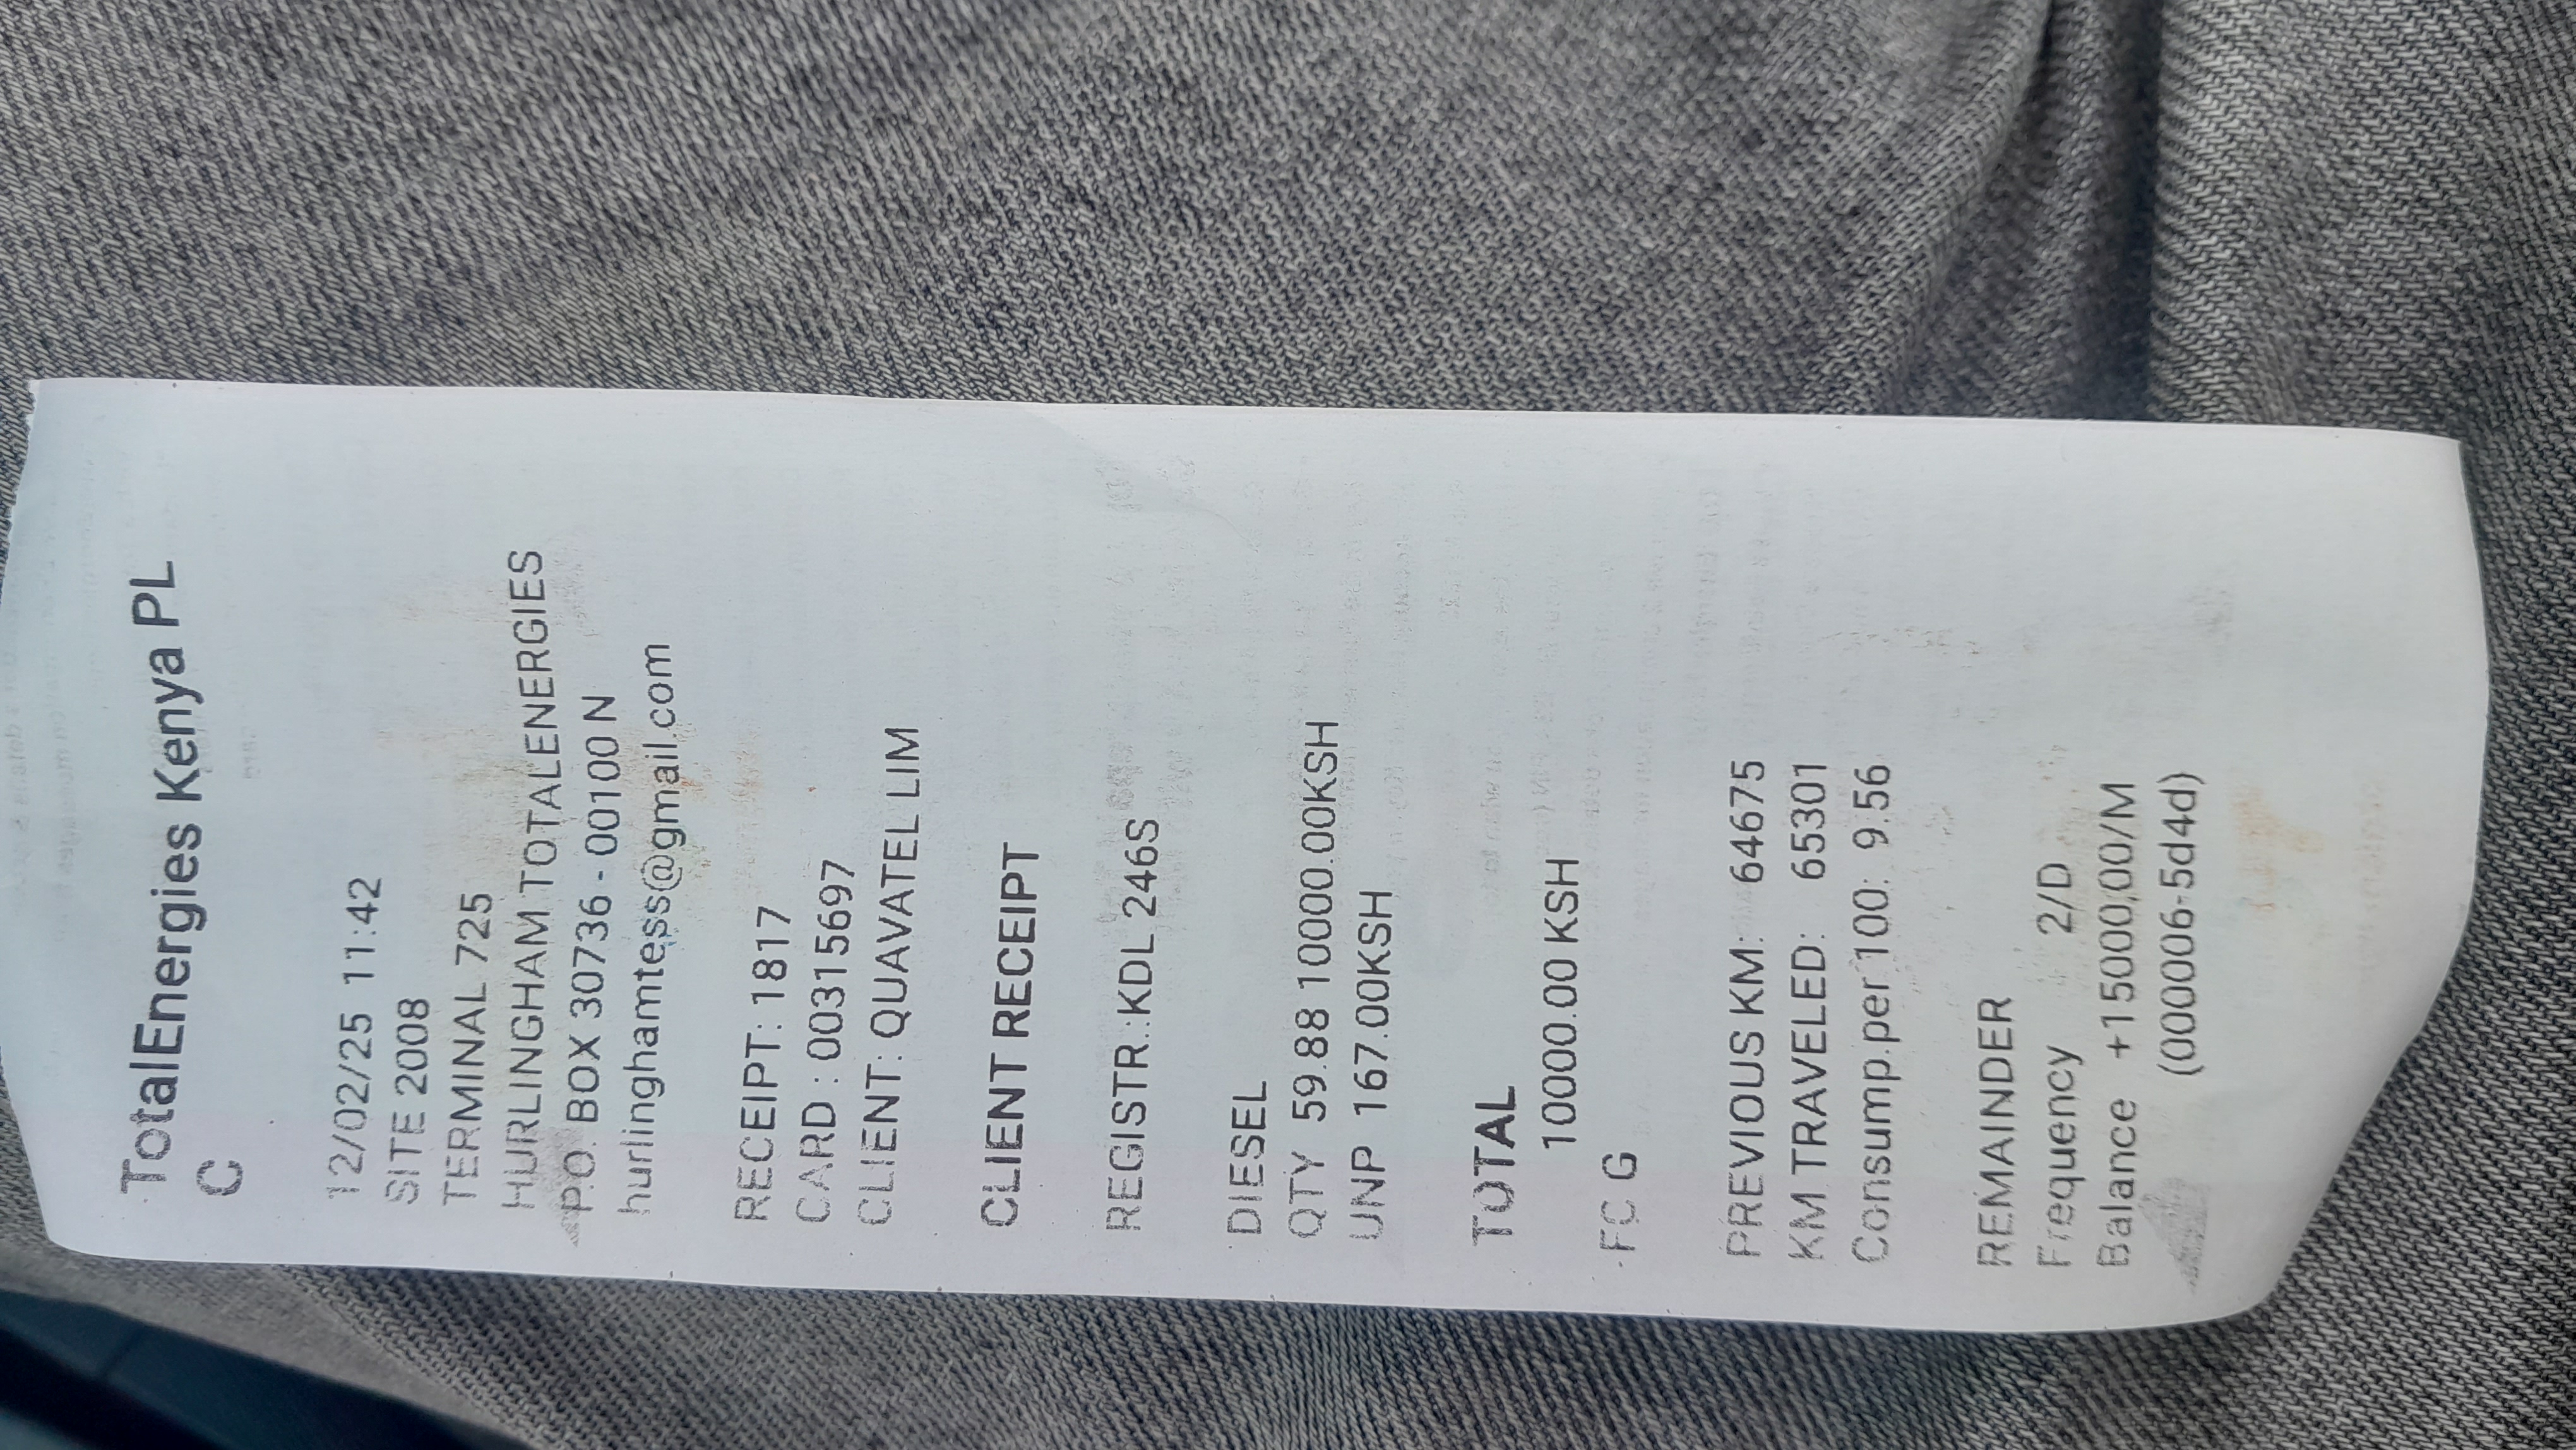 TotalEnergies Kenya PL
C
12/02/25 11:42
SITE 2008
TERMINAL 725
HURLINGHAM TOTALENERGIES
P.O. BOX 30736 - 00100 N
hurlinghamtess@gmail.com
RECEIPT: 1817
CARD : 00315697
CLIENT: QUAVATEL LIM
CLIENT RECEIPT
REGISTR.:KDL 246S
DIESEL
QTY 59.88 10000.00KSH
UNP 167.00KSH
TOTAL
10000.00 KSH
FC G
PREVIOUS KM: 64675
KM TRAVELED: 65301
Consump.per 100: 9.56
REMAINDER
Frequency 2/D
Balance +15000,00/M
(000006-5d4d)